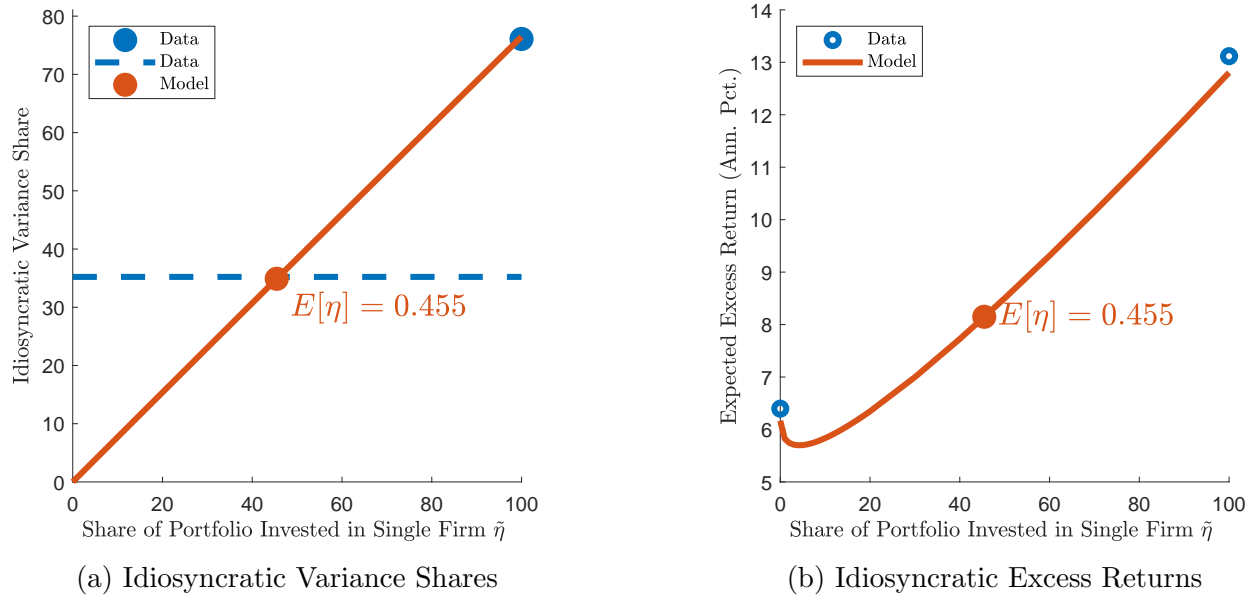 80
70
60
50
40
30
20
10
0
Idiosyncratic Variance Share
Data
Data
Model
E[η] = 0.455
0 20 40 60 80 100
Share of Portfolio Invested in Single Firm η̃
(a) Idiosyncratic Variance Shares
14
13
12
11
10
9
8
7
6
5
Expected Excess Return (Ann. Pct.)
Data
Model
E[η] = 0.455
0 20 40 60 80 100
Share of Portfolio Invested in Single Firm η̃
(b) Idiosyncratic Excess Returns